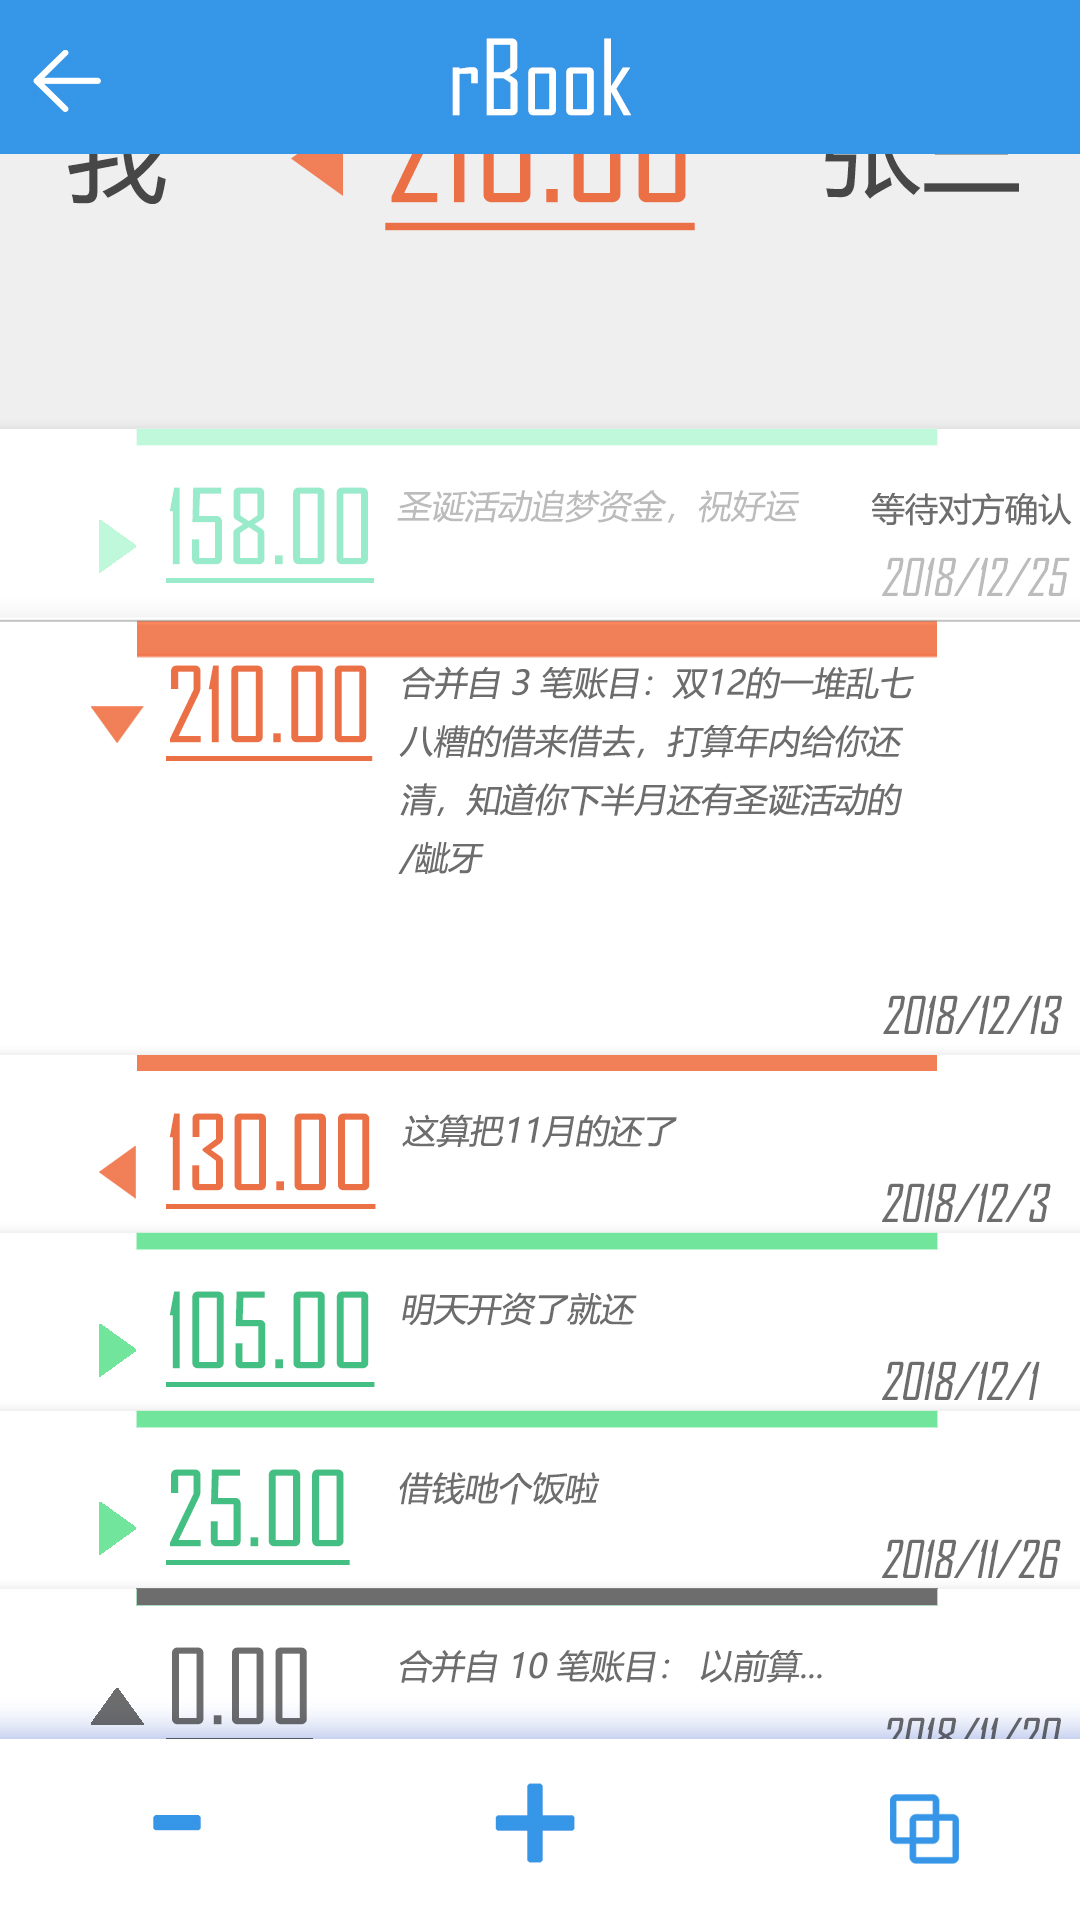 rBook
我 210.00 张三
158.00 圣诞活动追梦资金，祝好运 等待对方确认
2018/12/25
210.00 合并自 3 笔账目：双12的一堆乱七
八糟的借来借去，打算年内给你还
清，知道你下半月还有圣诞活动的
/龇牙
2018/12/13
130.00 这算把11月的还了
2018/12/3
105.00 明天开资了就还
2018/12/1
25.00 借钱吔个饭啦
2018/11/26
0.00 合并自 10 笔账目： 以前算...
2018/11/20